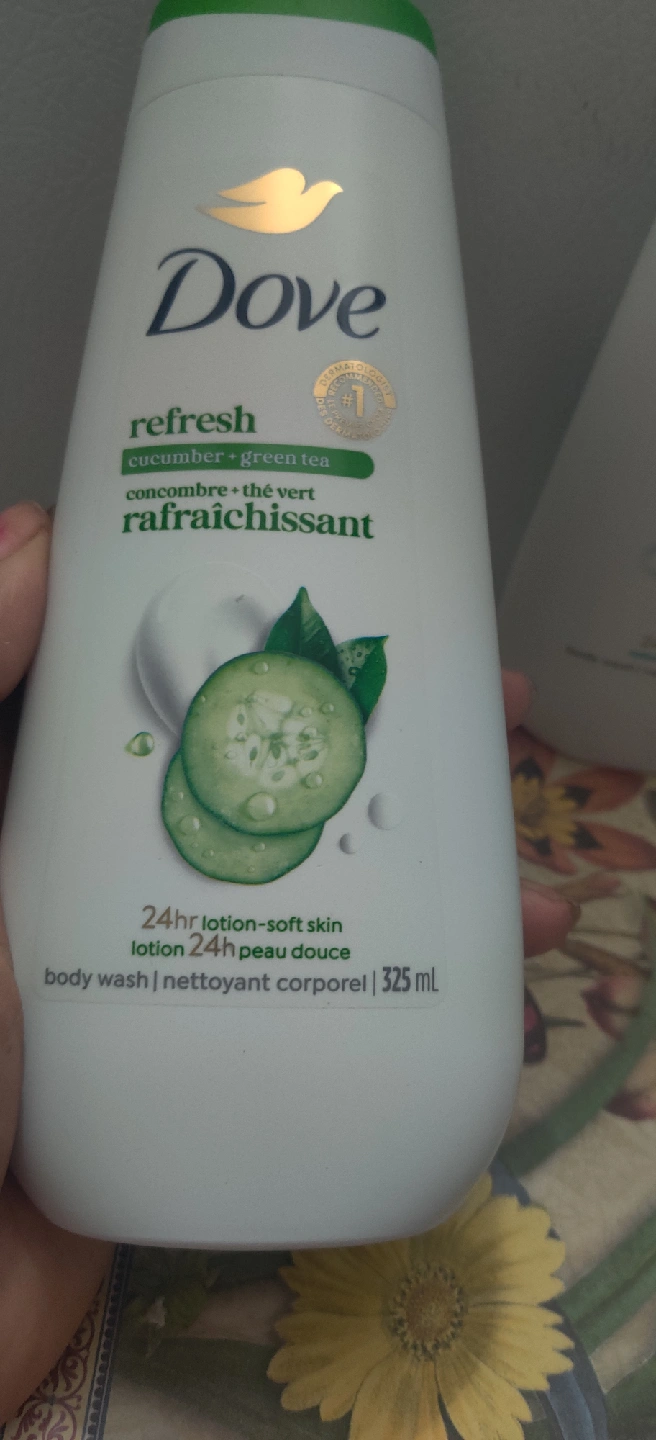 Dove
DERMATOLOGIST
#1
refresh
cucumber + green tea
concombre + thé vert
rafraîchissant
24hr lotion-soft skin
lotion 24h peau douce
body wash | nettoyant corporel | 325 mL